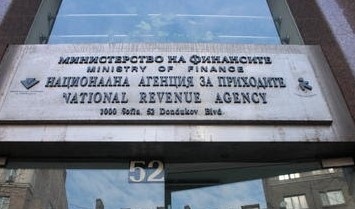 МИНИСТЕРСТВО НА ФИНАНСИТЕ
MINISTRY OF FINANCE
НАЦИОНАЛНА АГЕНЦИЯ ЗА ПРИХОДИТЕ
NATIONAL REVENUE AGENCY
1000 Sofia, 52 Dondukov Blvd.
52